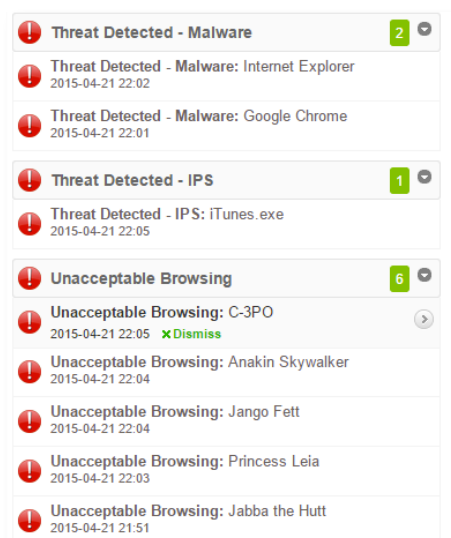 Threat Detected - Malware 2
Threat Detected - Malware: Internet Explorer
2015-04-21 22:02
Threat Detected - Malware: Google Chrome
2015-04-21 22:01
Threat Detected - IPS 1
Threat Detected - IPS: iTunes.exe
2015-04-21 22:05
Unacceptable Browsing 6
Unacceptable Browsing: C-3PO
2015-04-21 22:05 Dismiss
Unacceptable Browsing: Anakin Skywalker
2015-04-21 22:04
Unacceptable Browsing: Jango Fett
2015-04-21 22:04
Unacceptable Browsing: Princess Leia
2015-04-21 22:03
Unacceptable Browsing: Jabba the Hutt
2015-04-21 21:51